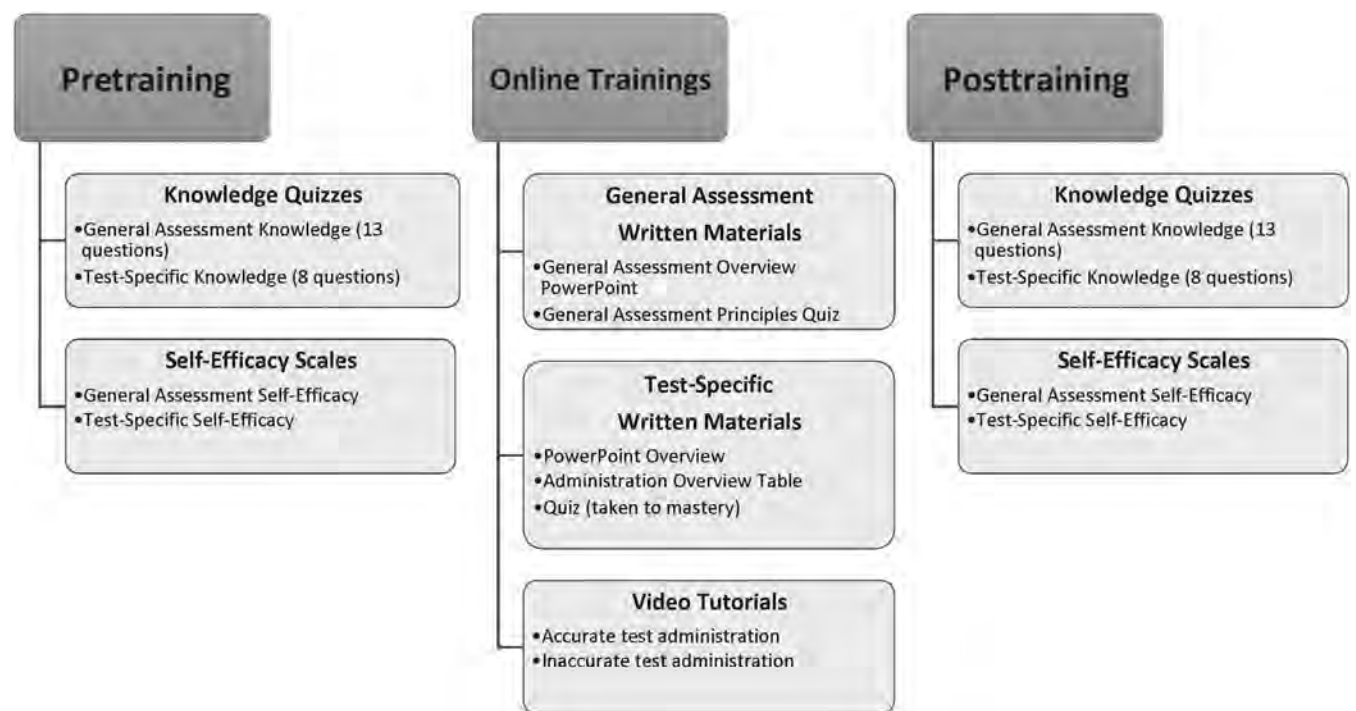 Pretraining
Knowledge Quizzes
•General Assessment Knowledge (13
questions)
•Test-Specific Knowledge (8 questions)
Self-Efficacy Scales
•General Assessment Self-Efficacy
•Test-Specific Self-Efficacy
Online Trainings
General Assessment
Written Materials
•General Assessment Overview
PowerPoint
•General Assessment Principles Quiz
Test-Specific
Written Materials
•PowerPoint Overview
•Administration Overview Table
•Quiz (taken to mastery)
Video Tutorials
•Accurate test administration
•Inaccurate test administration
Posttraining
Knowledge Quizzes
•General Assessment Knowledge (13
questions)
•Test-Specific Knowledge (8 questions)
Self-Efficacy Scales
•General Assessment Self-Efficacy
•Test-Specific Self-Efficacy